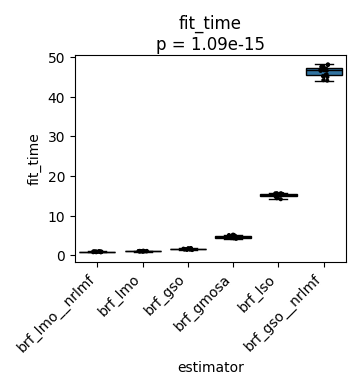 fit_time
p = 1.09e-15
fit_time
50
40
30
20
10
0
brf_lmo__nrlmf
brf_lmo
brf_gso
brf_gmosa
brf_lso
brf_gso__nrlmf
estimator